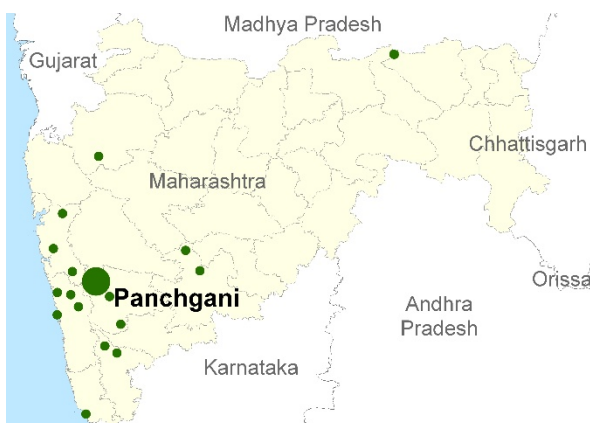 Madhya Pradesh
Gujarat
Chhattisgarh
Maharashtra
Orissa
Panchgani
Andhra
Pradesh
Karnataka